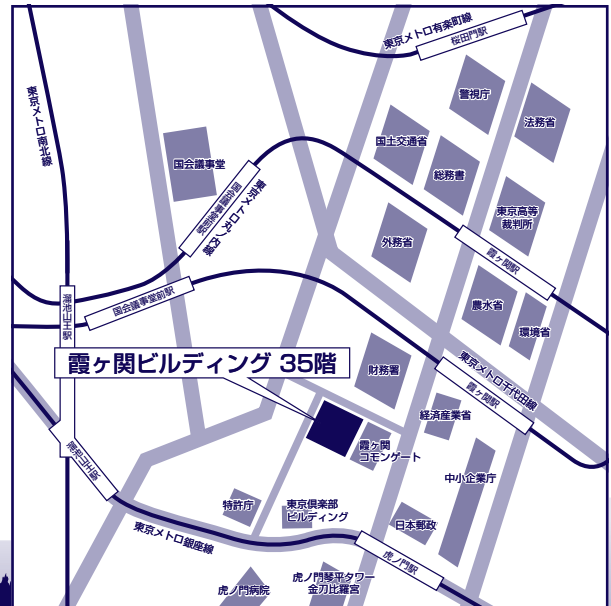 東京メトロ有楽町線
桜田門駅
警視庁
法務省
東京メトロ南北線
国土交通省
国会議事堂
総務書
東京メトロ丸ノ内線
国会議事堂前駅
東京高等
裁判所
外務省
霞ヶ関駅
国会議事堂前駅
溜池山王駅
農水省
環境省
霞ヶ関ビルディング 35階
財務署
東京メトロ千代田線
霞ヶ関駅
経済産業省
霞ヶ関
コモンゲート
溜池山王駅
中小企業庁
特許庁
東京倶楽部
ビルディング
日本郵政
東京メトロ銀座線
虎ノ門駅
虎ノ門病院
虎ノ門琴平タワー
金刀比羅宮